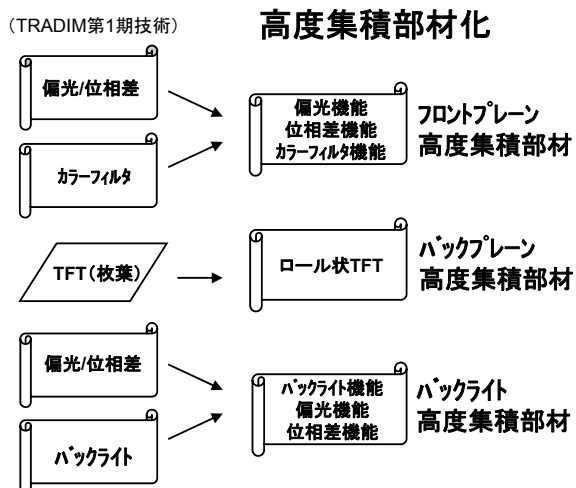 (TRADIM第1期技術)
高度集積部材化
偏光/位相差
カラーフィルタ
偏光機能
位相差機能
カラーフィルタ機能
フロントプレーン
高度集積部材
TFT(枚葉)
ロール状TFT
バックプレーン
高度集積部材
偏光/位相差
バックライト
バックライト機能
偏光機能
位相差機能
バックライト
高度集積部材